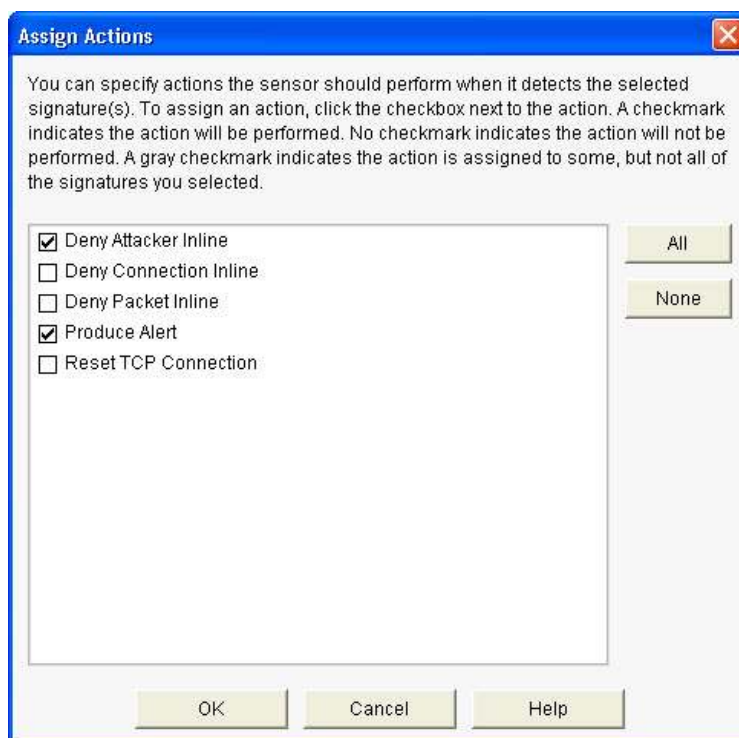 Assign Actions
You can specify actions the sensor should perform when it detects the selected
signature(s). To assign an action, click the checkbox next to the action. A checkmark
indicates the action will be performed. No checkmark indicates the action will not be
performed. A gray checkmark indicates the action is assigned to some, but not all of
the signatures you selected.
Deny Attacker Inline
Deny Connection Inline
Deny Packet Inline
Produce Alert
Reset TCP Connection
All
None
OK
Cancel
Help